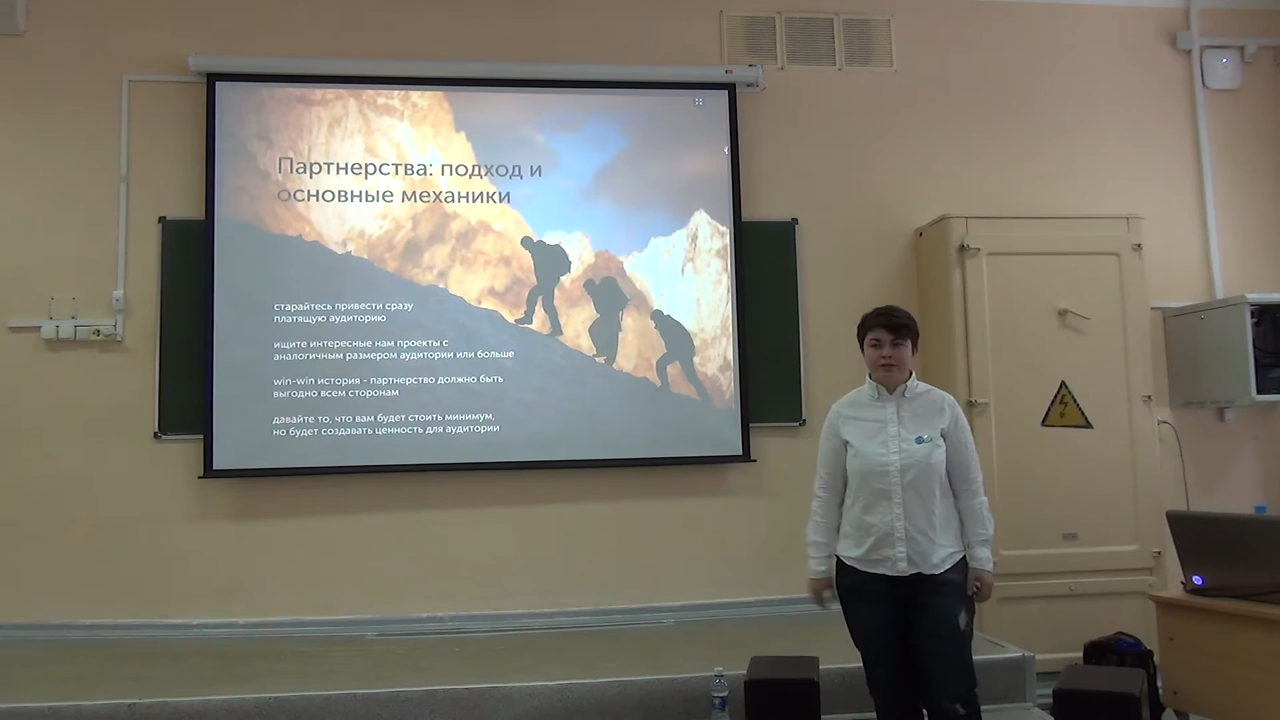 Партнерства: подход и
основные механики
старайтесь привести сразу
платящую аудиторию
ищите интересные нам проекты с
аналогичным размером аудитории или больше
win-win история - партнерство должно быть
выгодно всем сторонам
давайте то, что вам будет стоить минимум,
но будет создавать ценность для аудитории